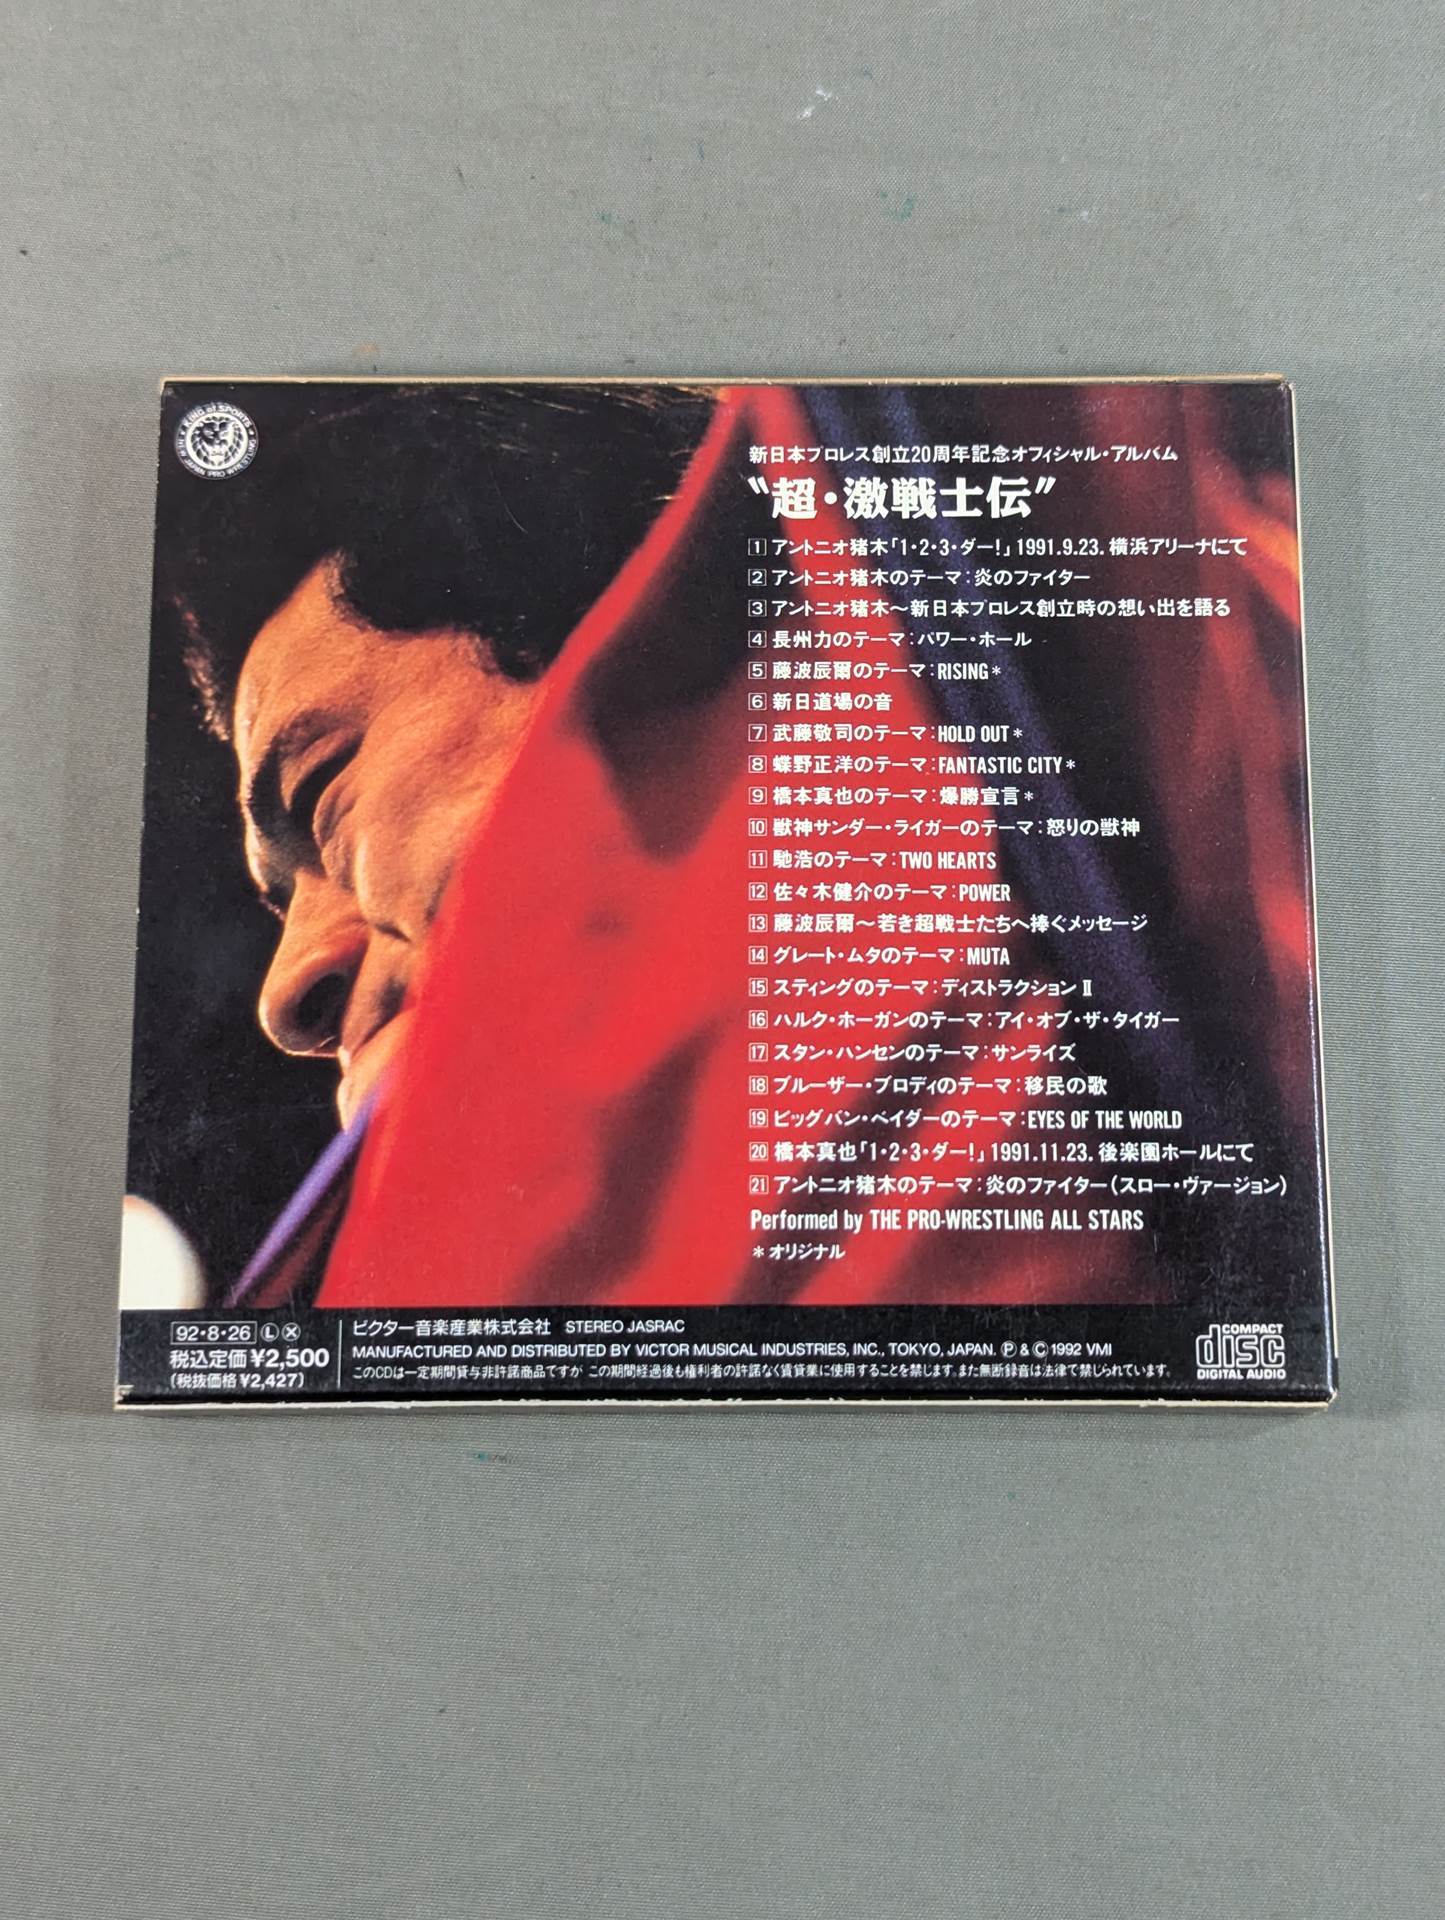 KING of SPORTS
NEW JAPAN PRO WRESTLING
新日本プロレス創立20周年記念オフィシャル・アルバム
〝超・激戦士伝〟
1 アントニオ猪木「1・2・3・ダー!」1991.9.23. 横浜アリーナにて
2 アントニオ猪木のテーマ:炎のファイター
3 アントニオ猪木〜新日本プロレス創立時の想い出を語る
4 長州力のテーマ:パワー・ホール
5 藤波辰爾のテーマ:RISING*
6 新日道場の音
7 武藤敬司のテーマ:HOLD OUT*
8 蝶野正洋のテーマ:FANTASTIC CITY*
9 橋本真也のテーマ:爆勝宣言*
10 獣神サンダー・ライガーのテーマ:怒りの獣神
11 馳浩のテーマ:TWO HEARTS
12 佐々木健介のテーマ:POWER
13 藤波辰爾〜若き超戦士たちへ捧ぐメッセージ
14 グレート・ムタのテーマ:MUTA
15 スティングのテーマ:ディストラクションⅡ
16 ハルク・ホーガンのテーマ:アイ・オブ・ザ・タイガー
17 スタン・ハンセンのテーマ:サンライズ
18 ブルーザー・ブロディのテーマ:移民の歌
19 ビッグバン・ベイダーのテーマ:EYES OF THE WORLD
20 橋本真也「1・2・3・ダー!」1991.11.23. 後楽園ホールにて
21 アントニオ猪木のテーマ:炎のファイター(スロー・ヴァージョン)
Performed by THE PRO-WRESTLING ALL STARS
*オリジナル
92・8・26 Ⓛ Ⓧ
税込定価¥2,500
(税抜価格¥2,427)
ビクター音楽産業株式会社 STEREO JASRAC
MANUFACTURED AND DISTRIBUTED BY VICTOR MUSICAL INDUSTRIES, INC., TOKYO, JAPAN. Ⓟ & Ⓒ 1992 VMI
このCDは一定期間貸与非許諾商品ですが この期間経過後も権利者の許諾なく賃貸業に使用することを禁じます。また無断録音は法律で禁じられています。
COMPACT
disc
DIGITAL AUDIO